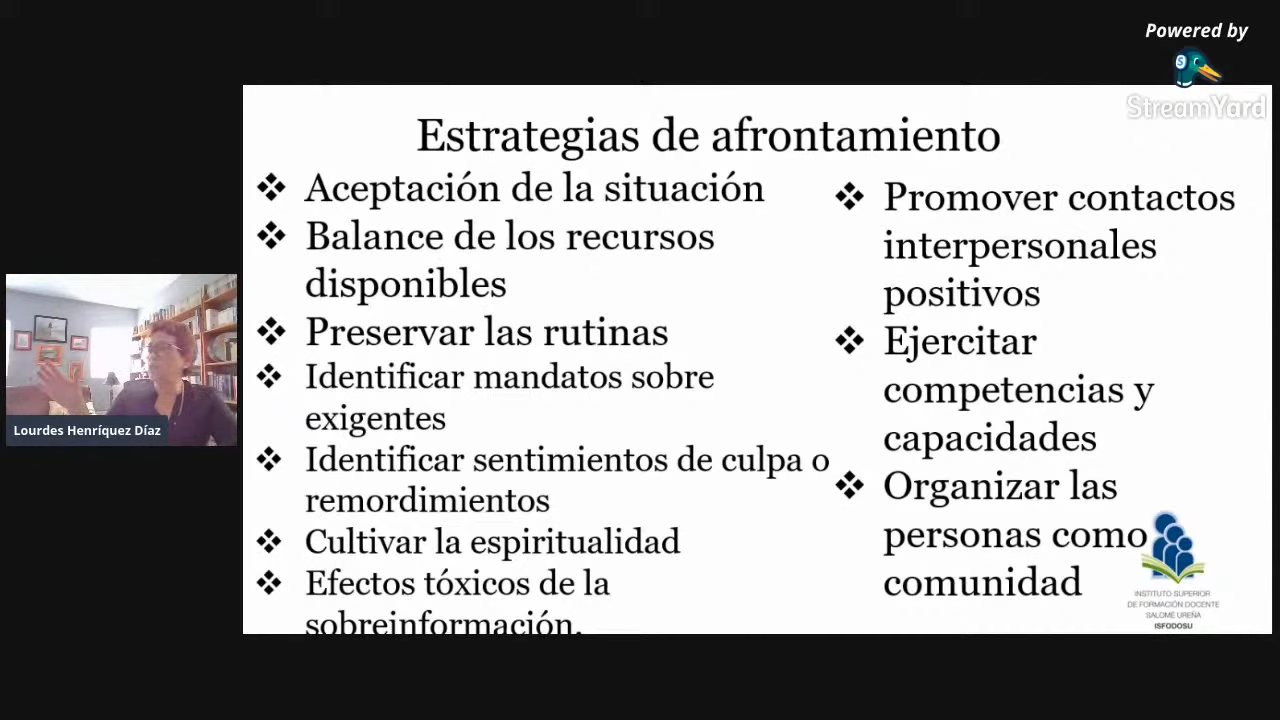 Powered by
StreamYard
Estrategias de afrontamiento
❖ Aceptación de la situación
❖ Balance de los recursos
disponibles
❖ Preservar las rutinas
❖ Identificar mandatos sobre
exigentes
❖ Identificar sentimientos de culpa o
remordimientos
❖ Cultivar la espiritualidad
❖ Efectos tóxicos de la
sobreinformación.
❖ Promover contactos
interpersonales
positivos
❖ Ejercitar
competencias y
capacidades
❖ Organizar las
personas como
comunidad
INSTITUTO SUPERIOR
DE FORMACIÓN DOCENTE
SALOMÉ UREÑA
ISFODOSU
Lourdes Henríquez Díaz